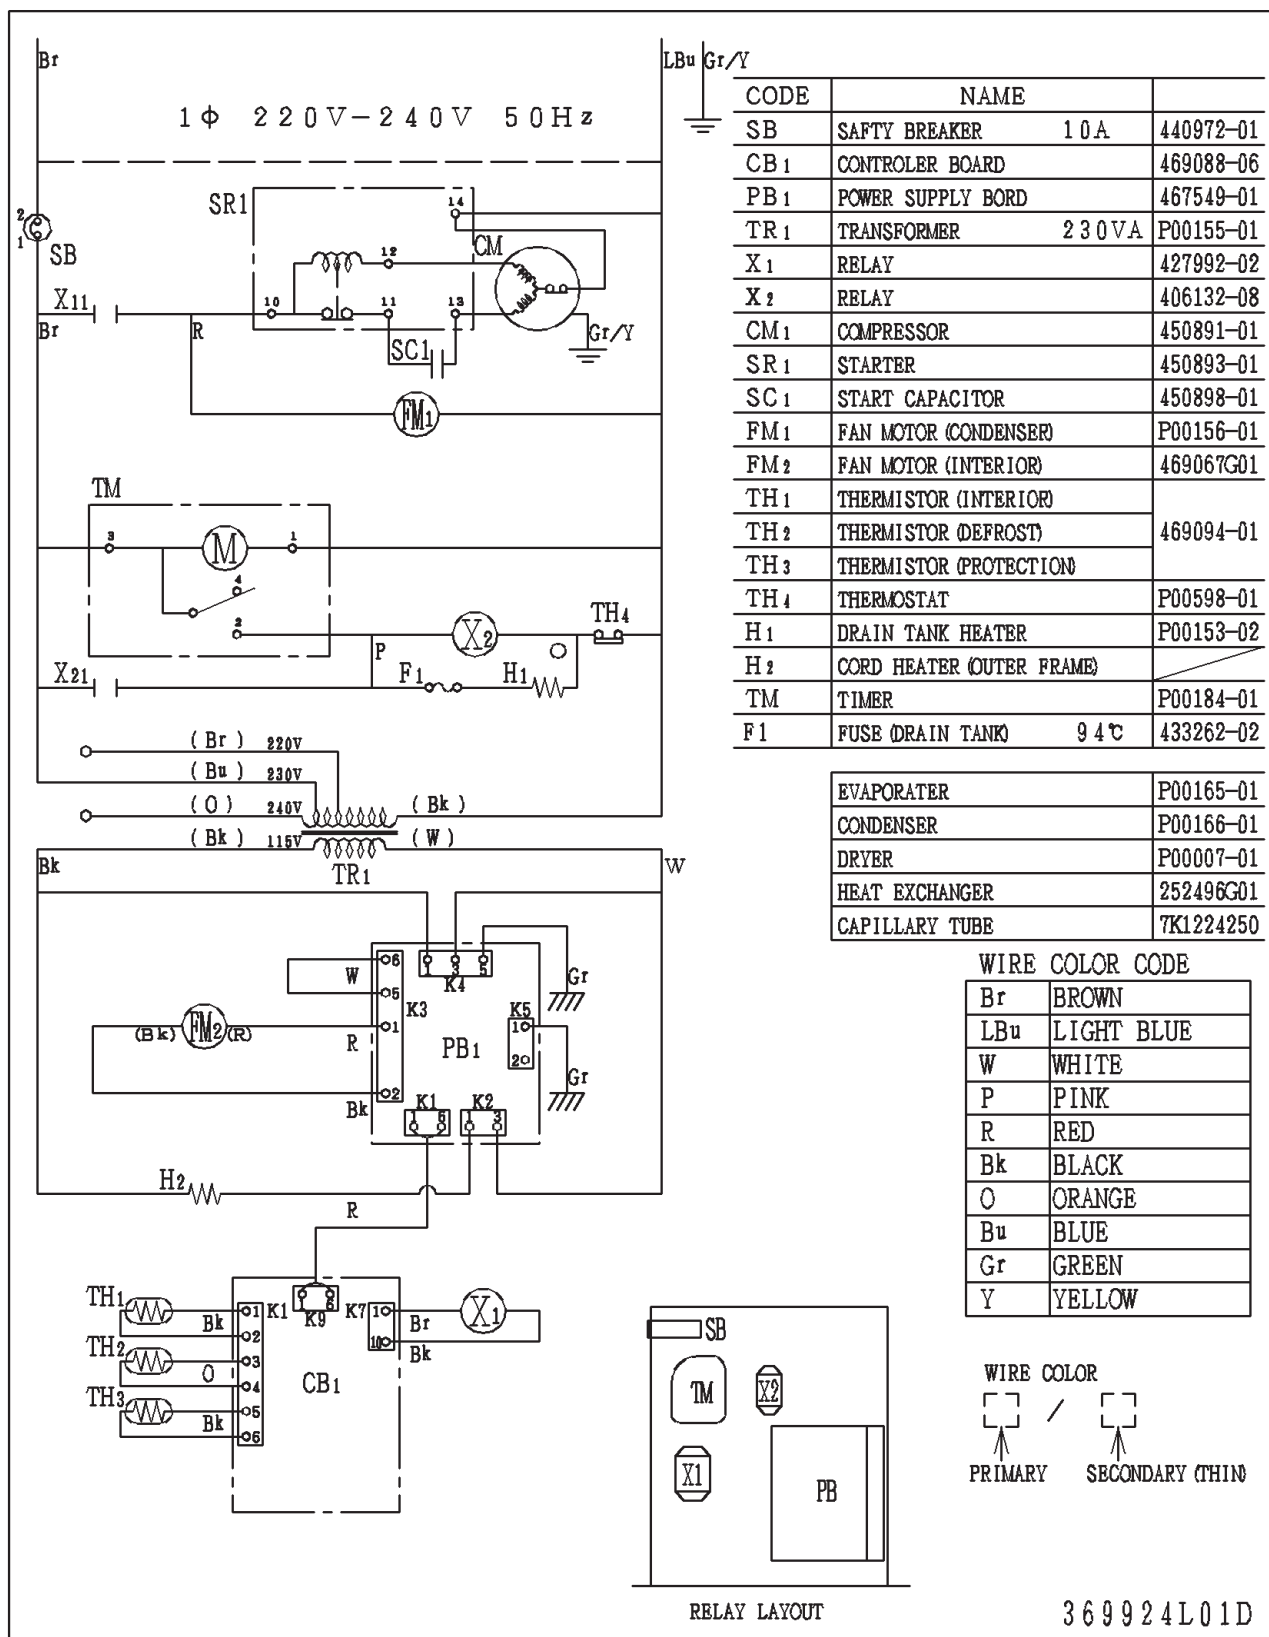 Br
LBu Gr/Y
1Φ 220V-240V 50Hz
SR1
14
2
1
SB
12
CM
X11
10
11
13
Br
R
SC1
Gr/Y
FM1
TM
3
M
1
4
2
X2
TH4
P
O
X21
F1
H1
(Br) 220V
(Bu) 230V
(O) 240V (Bk)
(Bk) 115V (W)
Bk
TR1
W
W
6
5
K3
1
2
1 3 5
K4
Gr
(Bk) FM2 (R)
R
PB1
K5
1
2
Gr
Bk
K1
1 6
K2
1 3
H2
R
TH1
Bk
TH2
O
TH3
Bk
1 K1
2
3
4
5
6
1 6
K9
K7 1
10
CB1
Br
X1
Bk
CODE NAME
SB SAFTY BREAKER 10A 440972-01
CB1 CONTROLER BOARD 469088-06
PB1 POWER SUPPLY BORD 467549-01
TR1 TRANSFORMER 230VA P00155-01
X1 RELAY 427992-02
X2 RELAY 406132-08
CM1 COMPRESSOR 450891-01
SR1 STARTER 450893-01
SC1 START CAPACITOR 450898-01
FM1 FAN MOTOR (CONDENSER) P00156-01
FM2 FAN MOTOR (INTERIOR) 469067G01
TH1 THERMISTOR (INTERIOR)
TH2 THERMISTOR (DEFROST) 469094-01
TH3 THERMISTOR (PROTECTION)
TH4 THERMOSTAT P00598-01
H1 DRAIN TANK HEATER P00153-02
H2 CORD HEATER (OUTER FRAME)
TM TIMER P00184-01
F1 FUSE (DRAIN TANK) 94℃ 433262-02
EVAPORATER P00165-01
CONDENSER P00166-01
DRYER P00007-01
HEAT EXCHANGER 252496G01
CAPILLARY TUBE 7K1224250
WIRE COLOR CODE
Br BROWN
LBu LIGHT BLUE
W WHITE
P PINK
R RED
Bk BLACK
O ORANGE
Bu BLUE
Gr GREEN
Y YELLOW
SB
TM
X2
X1
PB
RELAY LAYOUT
WIRE COLOR
/
PRIMARY SECONDARY (THIN)
369924L01D